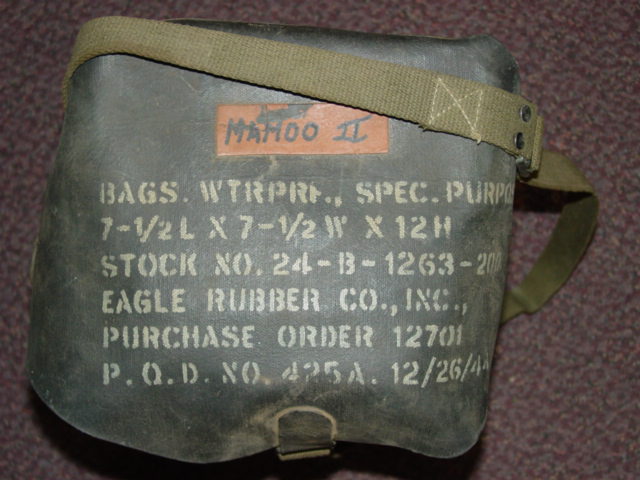 MAMOO II
BAGS. WTRPRF., SPEC. PURPO
7-1/2 L X 7-1/2 W X 12 H
STOCK NO. 24-B-1263-200
EAGLE RUBBER CO., INC.,
PURCHASE ORDER 12701
P.Q.D. NO. 425A. 12/26/44